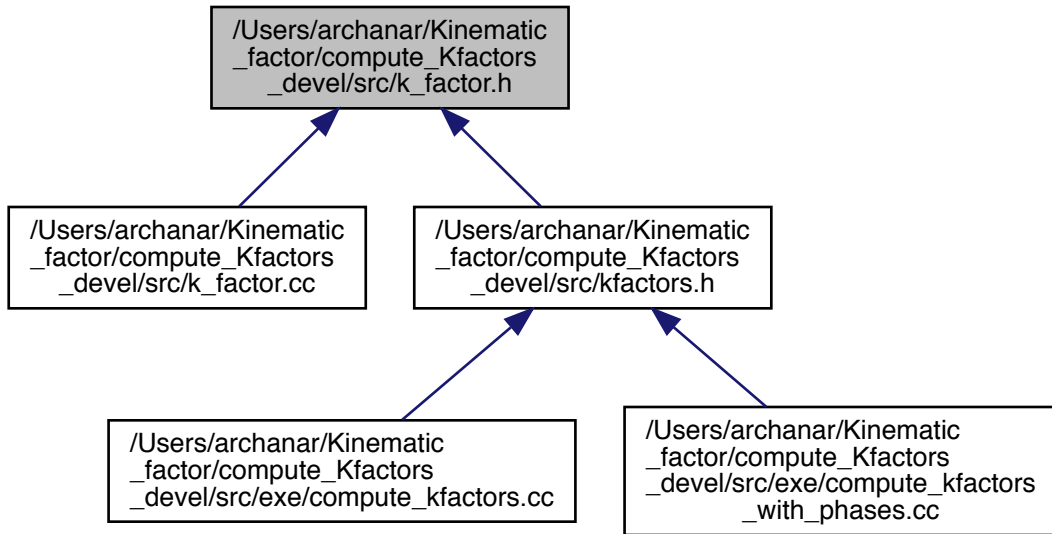 /Users/archanar/Kinematic
_factor/compute_Kfactors
_devel/src/k_factor.h
/Users/archanar/Kinematic
_factor/compute_Kfactors
_devel/src/k_factor.cc
/Users/archanar/Kinematic
_factor/compute_Kfactors
_devel/src/kfactors.h
/Users/archanar/Kinematic
_factor/compute_Kfactors
_devel/src/exe/compute_kfactors.cc
/Users/archanar/Kinematic
_factor/compute_Kfactors
_devel/src/exe/compute_kfactors
_with_phases.cc